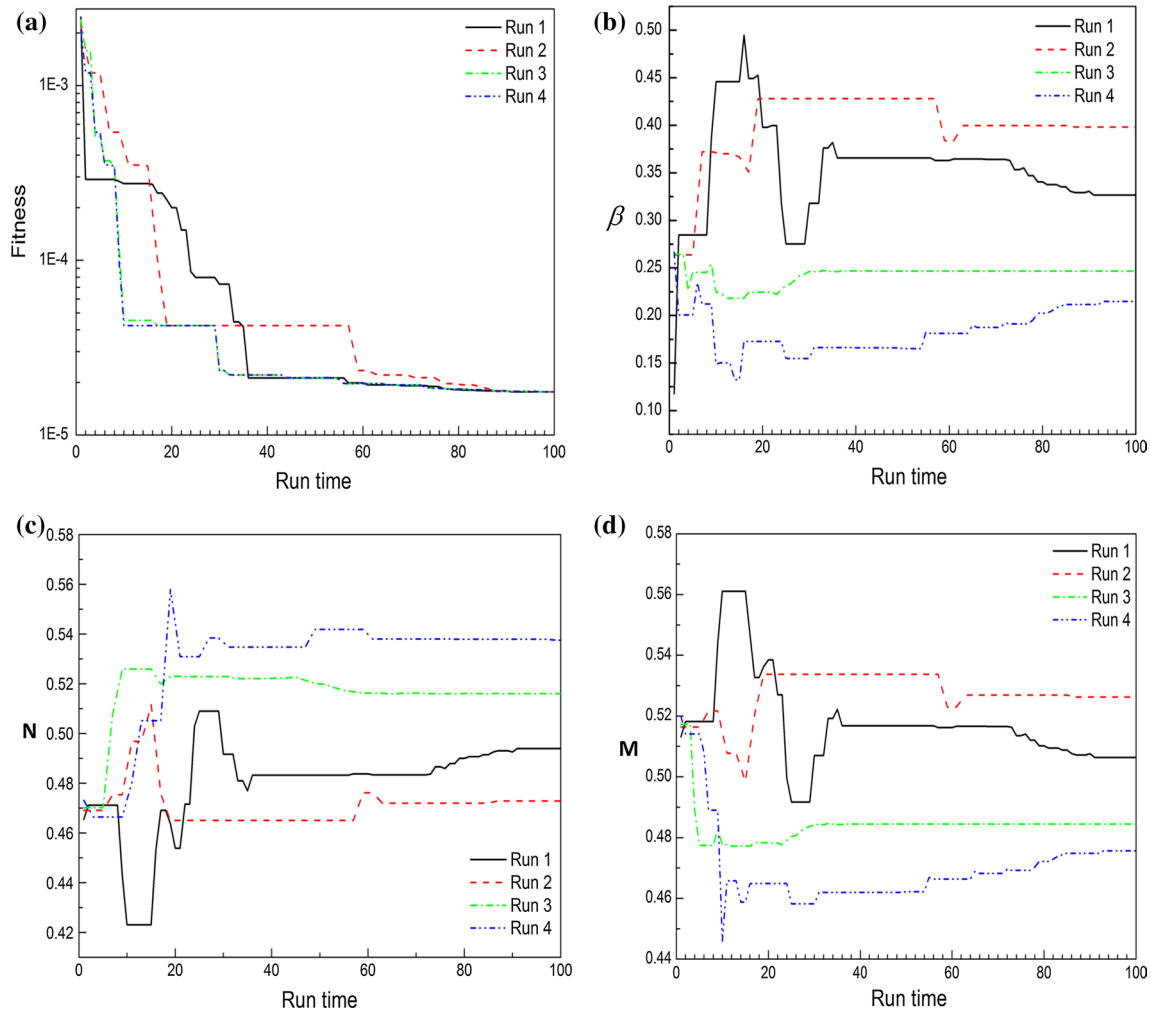 (a)
Run 1
Run 2
Run 3
Run 4
Fitness
1E-3
1E-4
1E-5
0 20 40 60 80 100
Run time
(b)
Run 1
Run 2
Run 3
Run 4
β
0.50
0.45
0.40
0.35
0.30
0.25
0.20
0.15
0.10
0 20 40 60 80 100
Run time
(c)
N
0.58
0.56
0.54
0.52
0.50
0.48
0.46
0.44
0.42
Run 1
Run 2
Run 3
Run 4
0 20 40 60 80 100
Run time
(d)
Run 1
Run 2
Run 3
Run 4
M
0.58
0.56
0.54
0.52
0.50
0.48
0.46
0.44
0 20 40 60 80 100
Run time